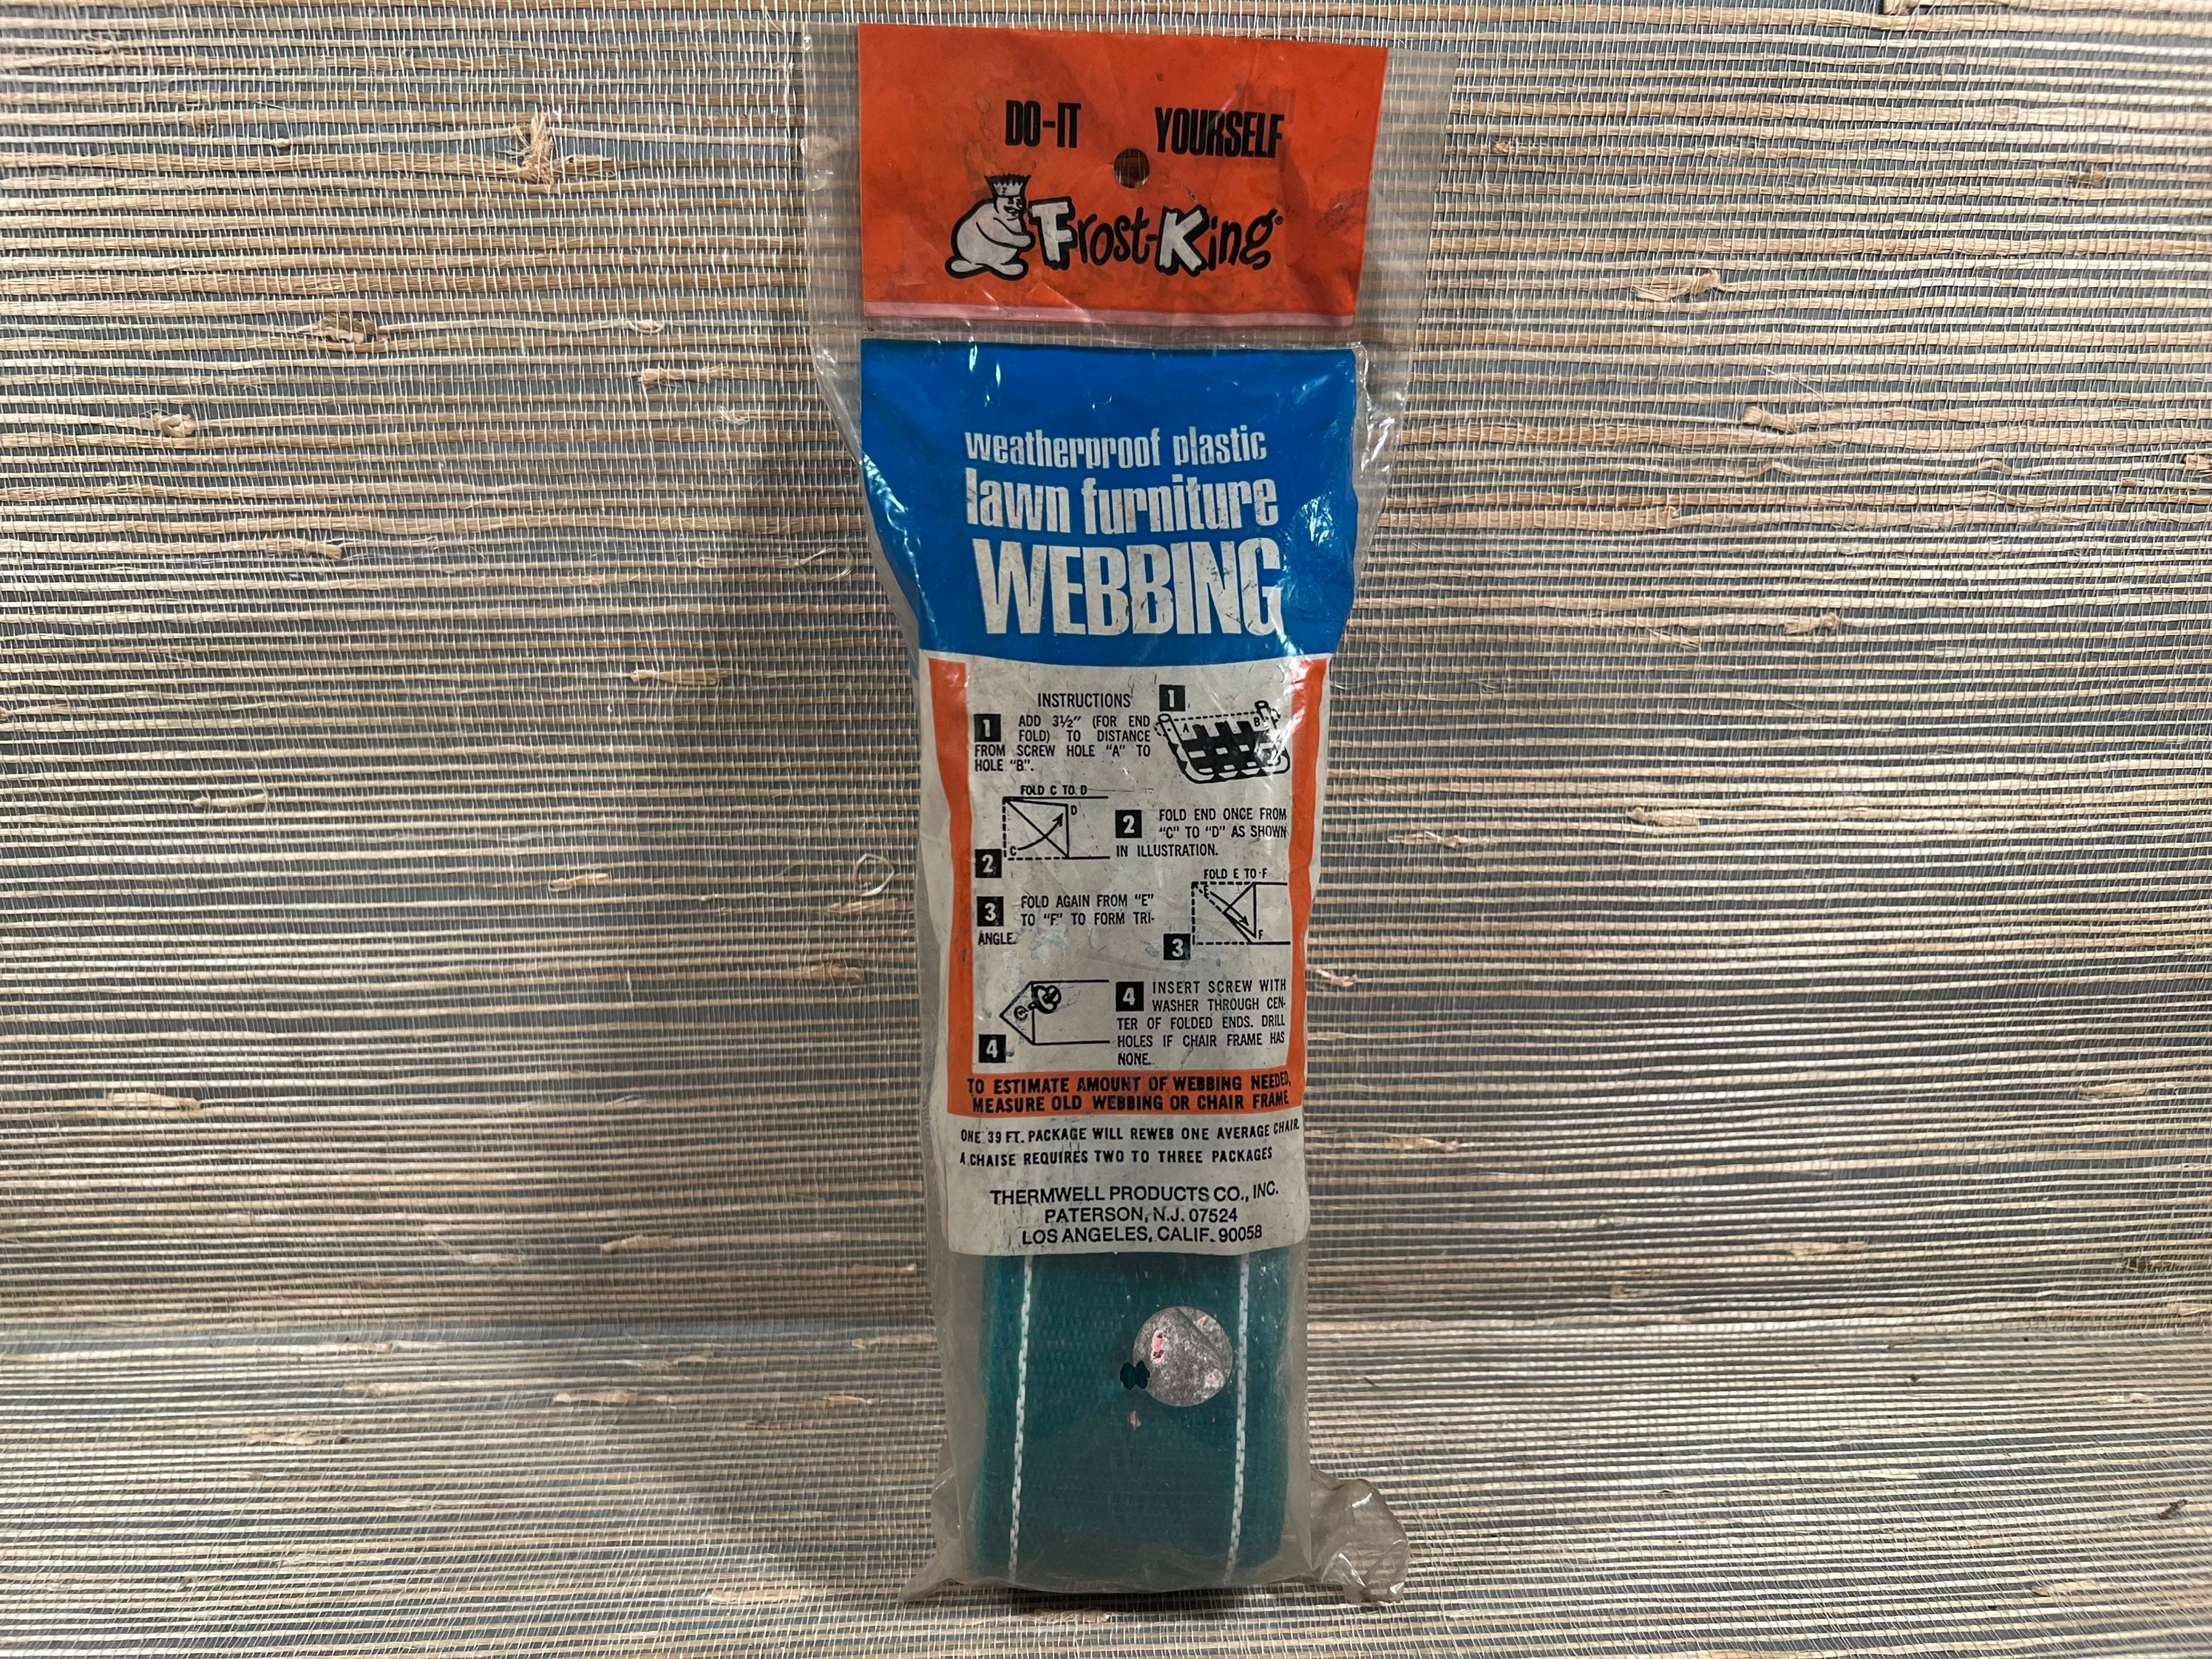 DO-IT YOURSELF
Frost-King®
weatherproof plastic
lawn furniture
WEBBING
INSTRUCTIONS
1 ADD 3½" (FOR END
FOLD) TO DISTANCE
FROM SCREW HOLE "A" TO
HOLE "B".
1
A B
FOLD C TO D
D
C
2
2 FOLD END ONCE FROM
"C" TO "D" AS SHOWN
IN ILLUSTRATION.
3 FOLD AGAIN FROM "E"
TO "F" TO FORM TRI-
ANGLE.
FOLD E TO F
E
F
3
4
4 INSERT SCREW WITH
WASHER THROUGH CEN-
TER OF FOLDED ENDS. DRILL
HOLES IF CHAIR FRAME HAS
NONE.
TO ESTIMATE AMOUNT OF WEBBING NEEDED,
MEASURE OLD WEBBING OR CHAIR FRAME
ONE 39 FT. PACKAGE WILL REWEB ONE AVERAGE CHAIR.
A CHAISE REQUIRES TWO TO THREE PACKAGES
THERMWELL PRODUCTS CO., INC.
PATERSON, N.J. 07524
LOS ANGELES, CALIF. 90058